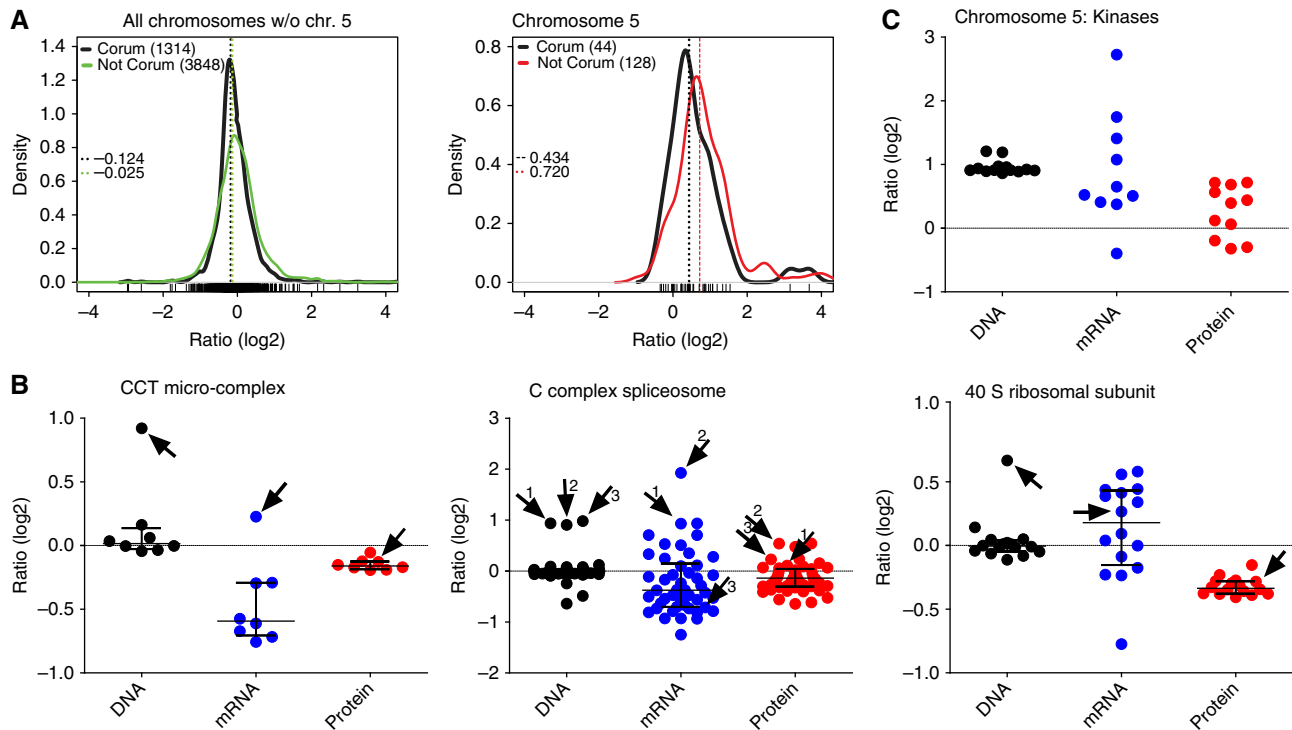 A
All chromosomes w/o chr. 5
Corum (1314)
Not Corum (3848)
1.4
1.2
1.0
0.8
0.6
0.4
0.2
0.0
Density
−0.124
−0.025
−4
−2
0
2
4
Ratio (log2)
Chromosome 5
Corum (44)
Not Corum (128)
0.8
0.6
0.4
0.2
0.0
Density
0.434
0.720
−4
−2
0
2
4
Ratio (log2)
C
Chromosome 5: Kinases
3
2
1
0
−1
Ratio (log2)
DNA
mRNA
Protein
B
CCT micro-complex
1.0
0.5
0.0
−0.5
−1.0
Ratio (log2)
DNA
mRNA
Protein
C complex spliceosome
3
2
1
0
−1
−2
Ratio (log2)
1
2
3
1
2
3
2
3
1
DNA
mRNA
Protein
40 S ribosomal subunit
1.0
0.5
0.0
−0.5
−1.0
Ratio (log2)
DNA
mRNA
Protein